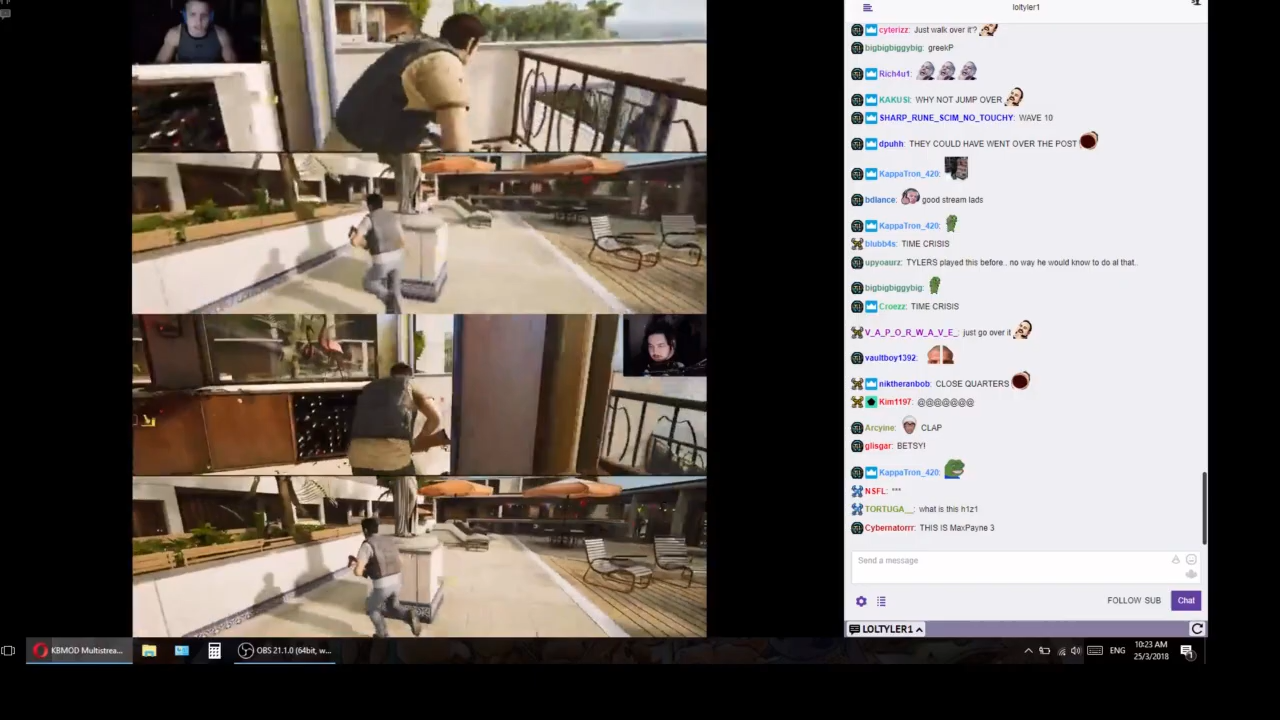 loltyler1
cyterizz: Just walk over it?
bigbigbiggybig: greekP
Rich4u1:
KAKUSI: WHY NOT JUMP OVER
SHARP_RUNE_SCIM_NO_TOUCHY: WAVE 10
dpuhh: THEY COULD HAVE WENT OVER THE POST
KappaTron_420:
bdlance: good stream lads
KappaTron_420:
blubb4s: TIME CRISIS
upyoaurz: TYLERS played this before.. no way he would know to do al that.
bigbigbiggybig:
Croezz: TIME CRISIS
V_A_P_O_R_W_A_V_E_: just go over it
vaultboy1392:
niktheranbob: CLOSE QUARTERS
Kim1197: @@@@@@@
Arcyine: CLAP
glisgar: BETSY!
KappaTron_420:
NSFL: ***
TORTUGA__: what is this h1z1
Cybernatorrr: THIS IS MaxPayne 3
Send a message
FOLLOW SUB Chat
LOLTYLER1
KBMOD Multistrea... OBS 21.1.0 (64bit, w... ENG 10:23 AM
25/3/2018